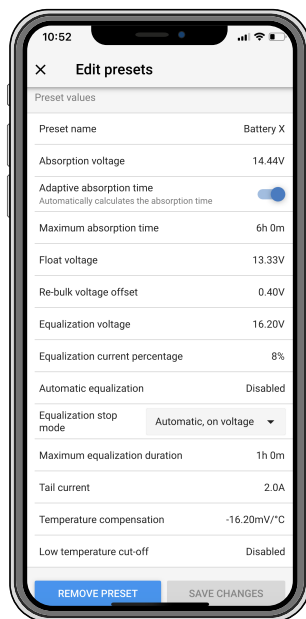 10:52
Edit presets
Preset values
Preset name Battery X
Absorption voltage 14.44V
Adaptive absorption time
Automatically calculates the absorption time
Maximum absorption time 6h 0m
Float voltage 13.33V
Re-bulk voltage offset 0.40V
Equalization voltage 16.20V
Equalization current percentage 8%
Automatic equalization Disabled
Equalization stop
mode Automatic, on voltage
Maximum equalization duration 1h 0m
Tail current 2.0A
Temperature compensation -16.20mV/°C
Low temperature cut-off Disabled
REMOVE PRESET SAVE CHANGES